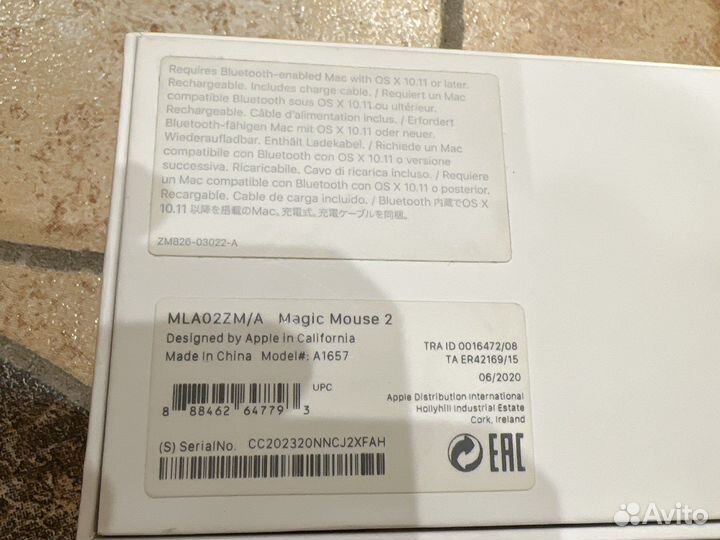 Requires Bluetooth-enabled Mac with OS X 10.11 or later.
Rechargeable. Includes charge cable. / Requiert un Mac
compatible Bluetooth sous OS X 10.11 ou ultérieur.
Rechargeable. Câble d'alimentation inclus. / Erfordert
Bluetooth-fähigen Mac mit OS X 10.11 oder neuer.
Wiederaufladbar. Enthält Ladekabel. / Richiede un Mac
compatibile con Bluetooth con OS X 10.11 o versione
successiva. Ricaricabile. Cavo di ricarica incluso. / Requiere
un Mac compatible con Bluetooth con OS X 10.11 o posterior.
Recargable. Cable de carga incluido. / Bluetooth 内蔵でOS X
10.11 以降を搭載のMac。充電式。充電ケーブルを同梱。
ZM826-03022-A
MLA02ZM/A Magic Mouse 2
Designed by Apple in California
Made in China Model#: A1657
TRA ID 0016472/08
TA ER42169/15
06/2020
UPC
8 88462 64779 3
Apple Distribution International
Hollyhill Industrial Estate
Cork, Ireland
(S) SerialNo. CC202320NNCJ2XFAH
EAC
Avito